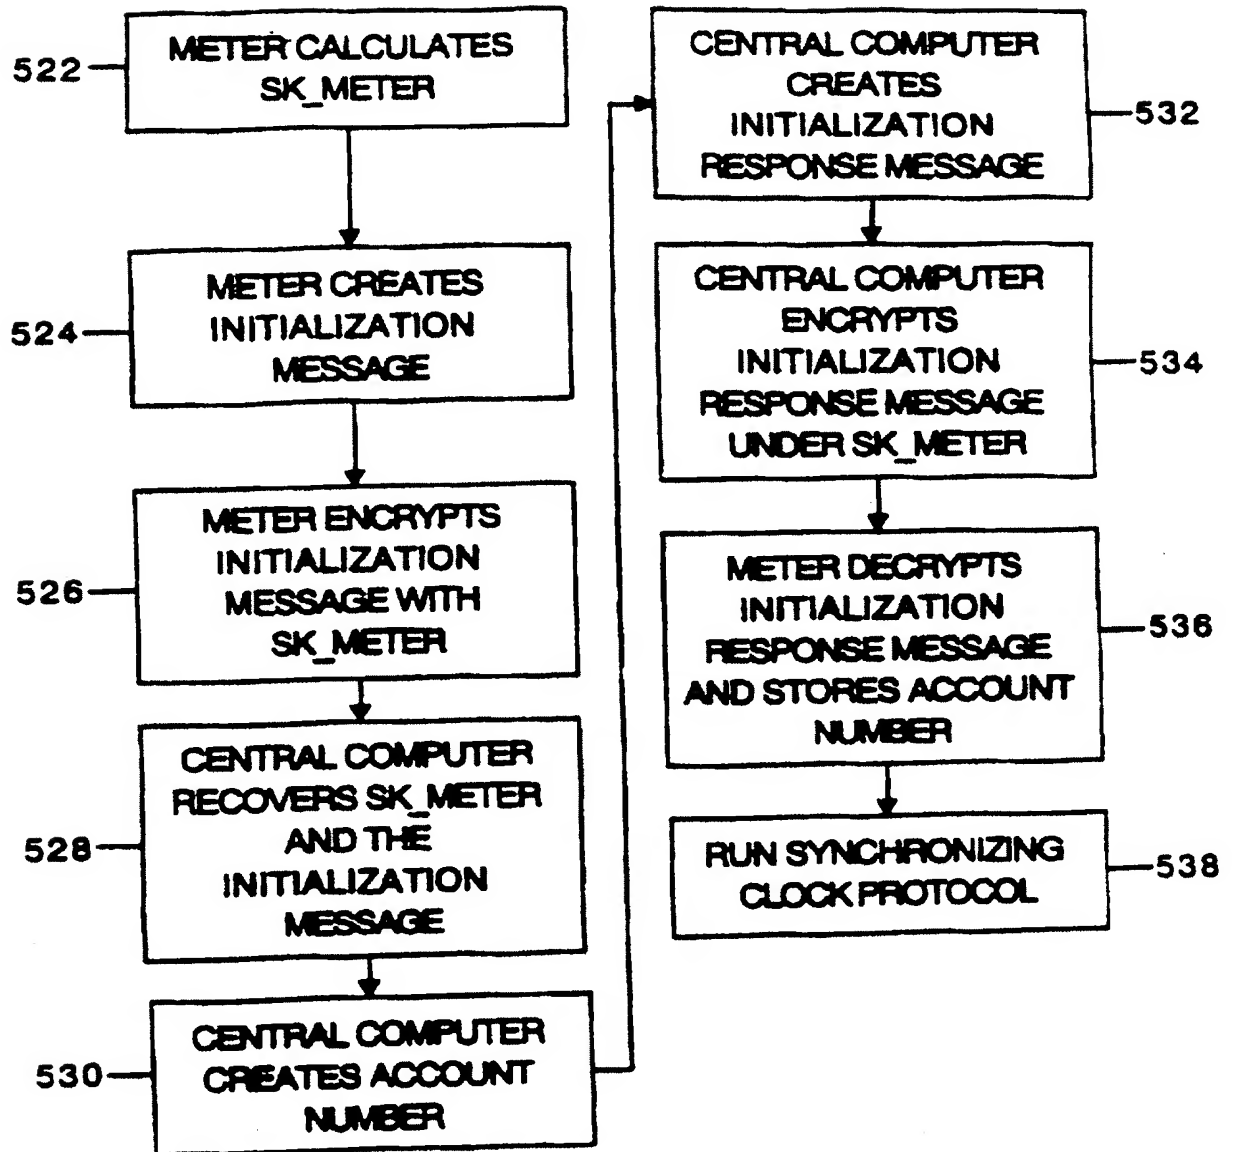 522
METER CALCULATES
SK_METER
524
METER CREATES
INITIALIZATION
MESSAGE
526
METER ENCRYPTS
INITIALIZATION
MESSAGE WITH
SK_METER
528
CENTRAL COMPUTER
RECOVERS SK_METER
AND THE
INITIALIZATION
MESSAGE
530
CENTRAL COMPUTER
CREATES ACCOUNT
NUMBER
CENTRAL COMPUTER
CREATES
INITIALIZATION
RESPONSE MESSAGE
532
CENTRAL COMPUTER
ENCRYPTS
INITIALIZATION
RESPONSE MESSAGE
UNDER SK_METER
534
METER DECRYPTS
INITIALIZATION
RESPONSE MESSAGE
AND STORES ACCOUNT
NUMBER
536
RUN SYNCHRONIZING
CLOCK PROTOCOL
538